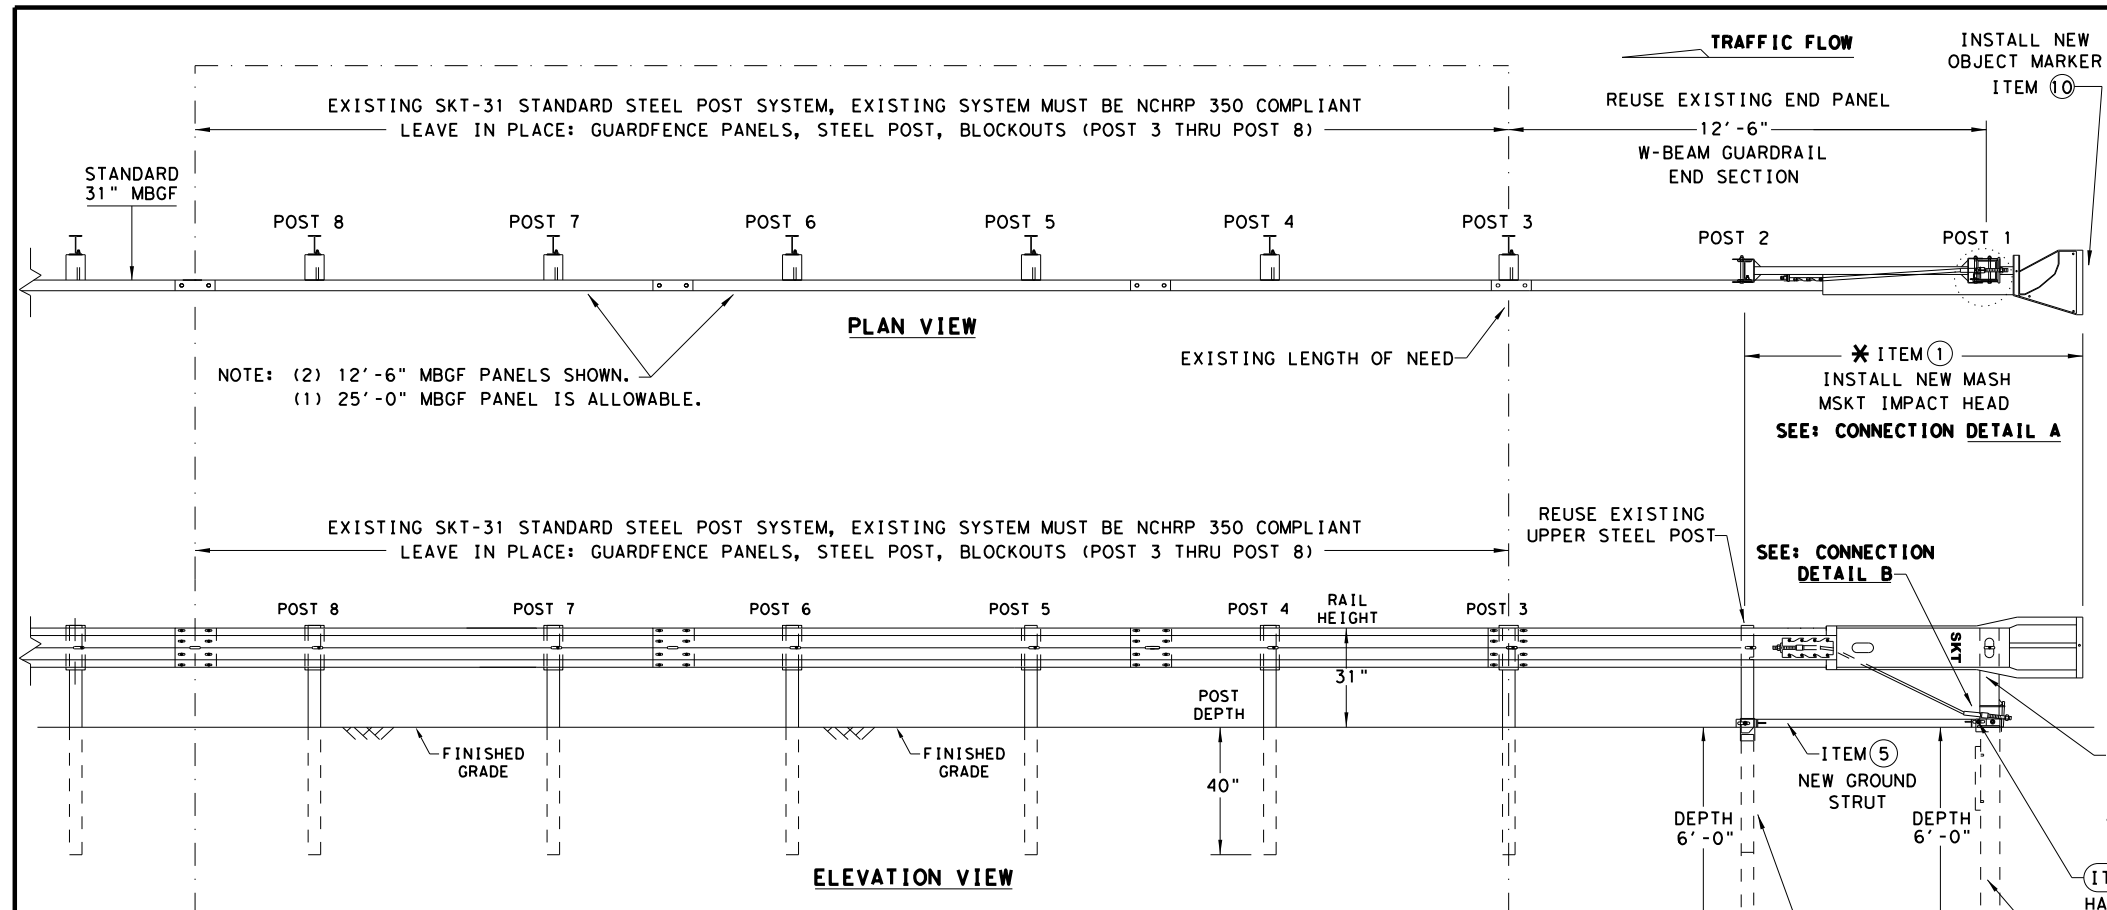 TRAFFIC FLOW
INSTALL NEW
OBJECT MARKER
ITEM 10
EXISTING SKT-31 STANDARD STEEL POST SYSTEM, EXISTING SYSTEM MUST BE NCHRP 350 COMPLIANT
LEAVE IN PLACE: GUARDFENCE PANELS, STEEL POST, BLOCKOUTS (POST 3 THRU POST 8)
REUSE EXISTING END PANEL
12'-6"
W-BEAM GUARDRAIL
END SECTION
STANDARD
31" MBGF
POST 8
POST 7
POST 6
POST 5
POST 4
POST 3
POST 2
POST 1
PLAN VIEW
NOTE: (2) 12'-6" MBGF PANELS SHOWN.
(1) 25'-0" MBGF PANEL IS ALLOWABLE.
EXISTING LENGTH OF NEED
* ITEM 1
INSTALL NEW MASH
MSKT IMPACT HEAD
SEE: CONNECTION DETAIL A
EXISTING SKT-31 STANDARD STEEL POST SYSTEM, EXISTING SYSTEM MUST BE NCHRP 350 COMPLIANT
LEAVE IN PLACE: GUARDFENCE PANELS, STEEL POST, BLOCKOUTS (POST 3 THRU POST 8)
REUSE EXISTING
UPPER STEEL POST
SEE: CONNECTION
DETAIL B
POST 8
POST 7
POST 6
POST 5
POST 4
RAIL
HEIGHT
POST 3
31"
SKT
POST
DEPTH
40"
FINISHED
GRADE
FINISHED
GRADE
ITEM 5
NEW GROUND
STRUT
DEPTH
6'-0"
DEPTH
6'-0"
ELEVATION VIEW
IT
HA